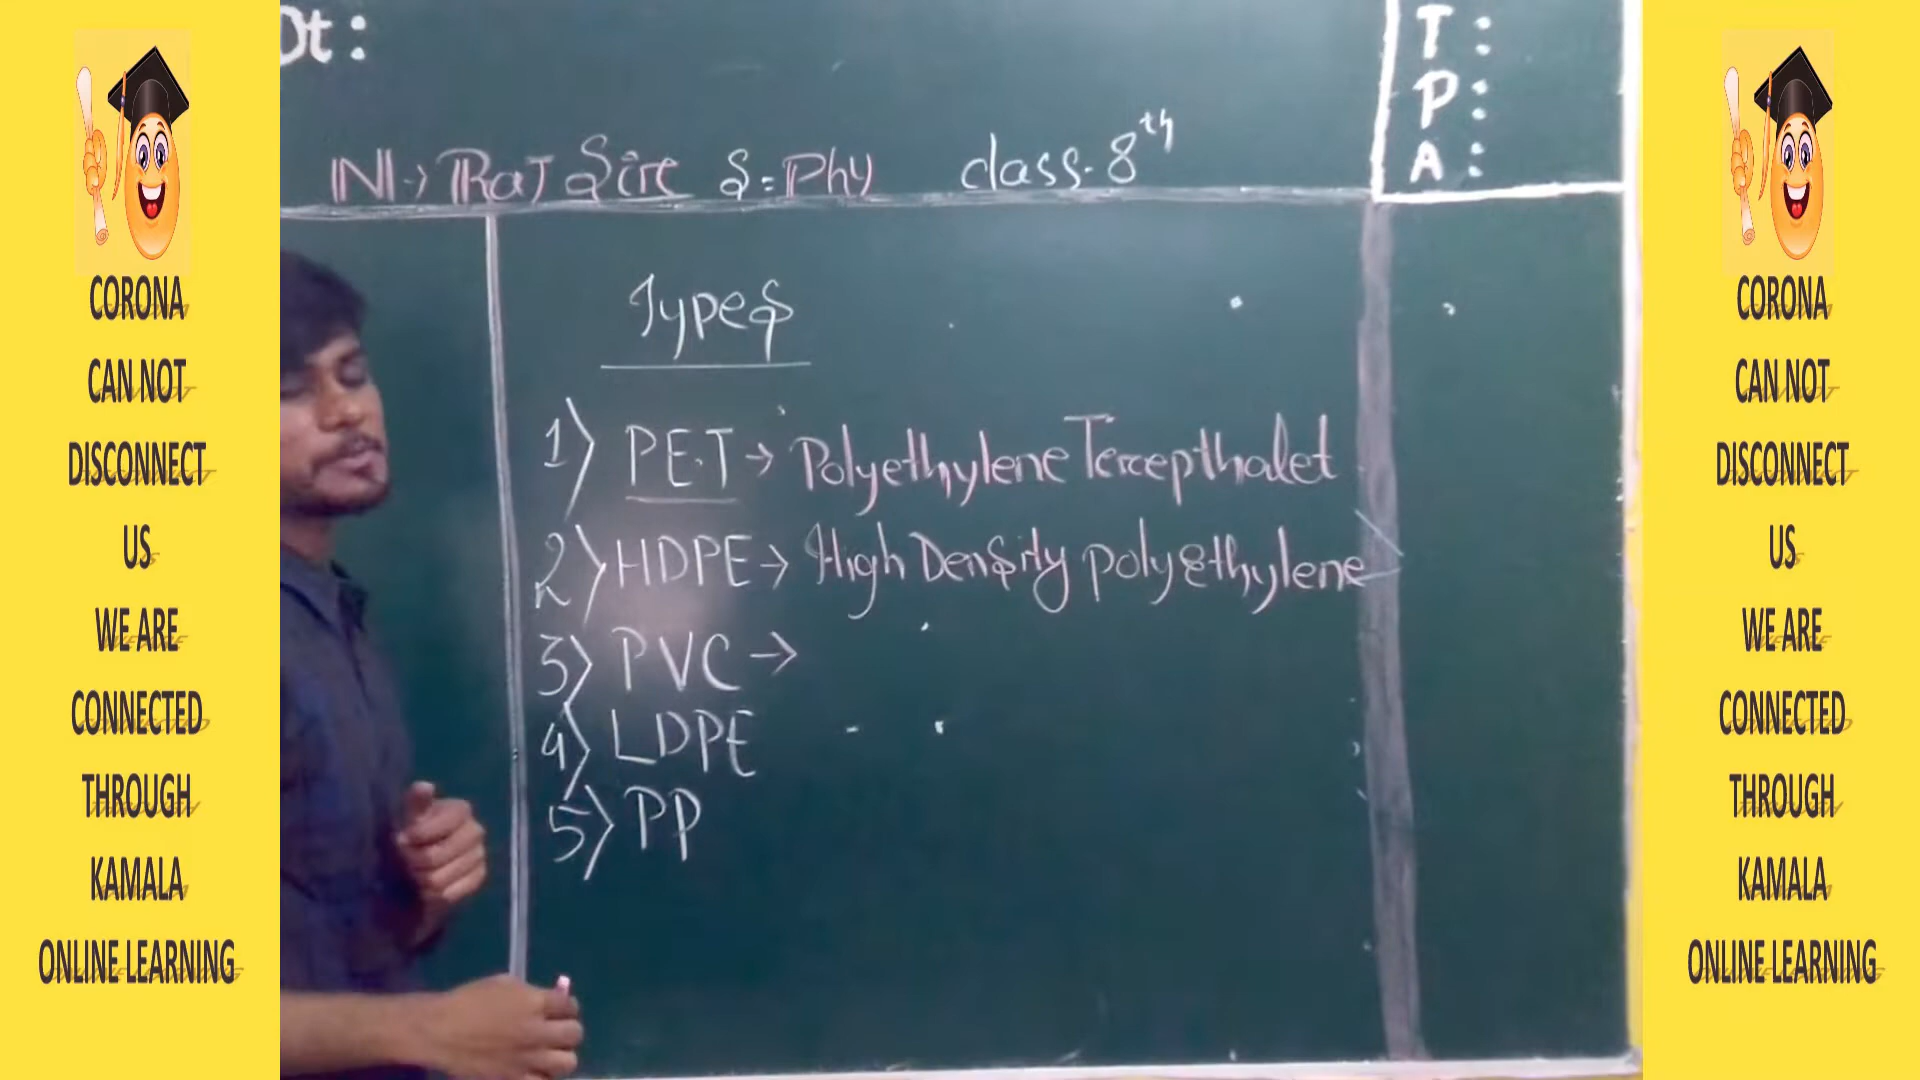 CORONA
CAN NOT
DISCONNECT
US
WE ARE
CONNECTED
THROUGH
KAMALA
ONLINE LEARNING
Dt:
T :
P :
A :
N → Raj Sir S = Phy class - 8th
Types
1) PET → Polyethylene Terepthalet
2) HDPE → High Density polyethylene
3) PVC →
4) LDPE
5) PP
CORONA
CAN NOT
DISCONNECT
US
WE ARE
CONNECTED
THROUGH
KAMALA
ONLINE LEARNING